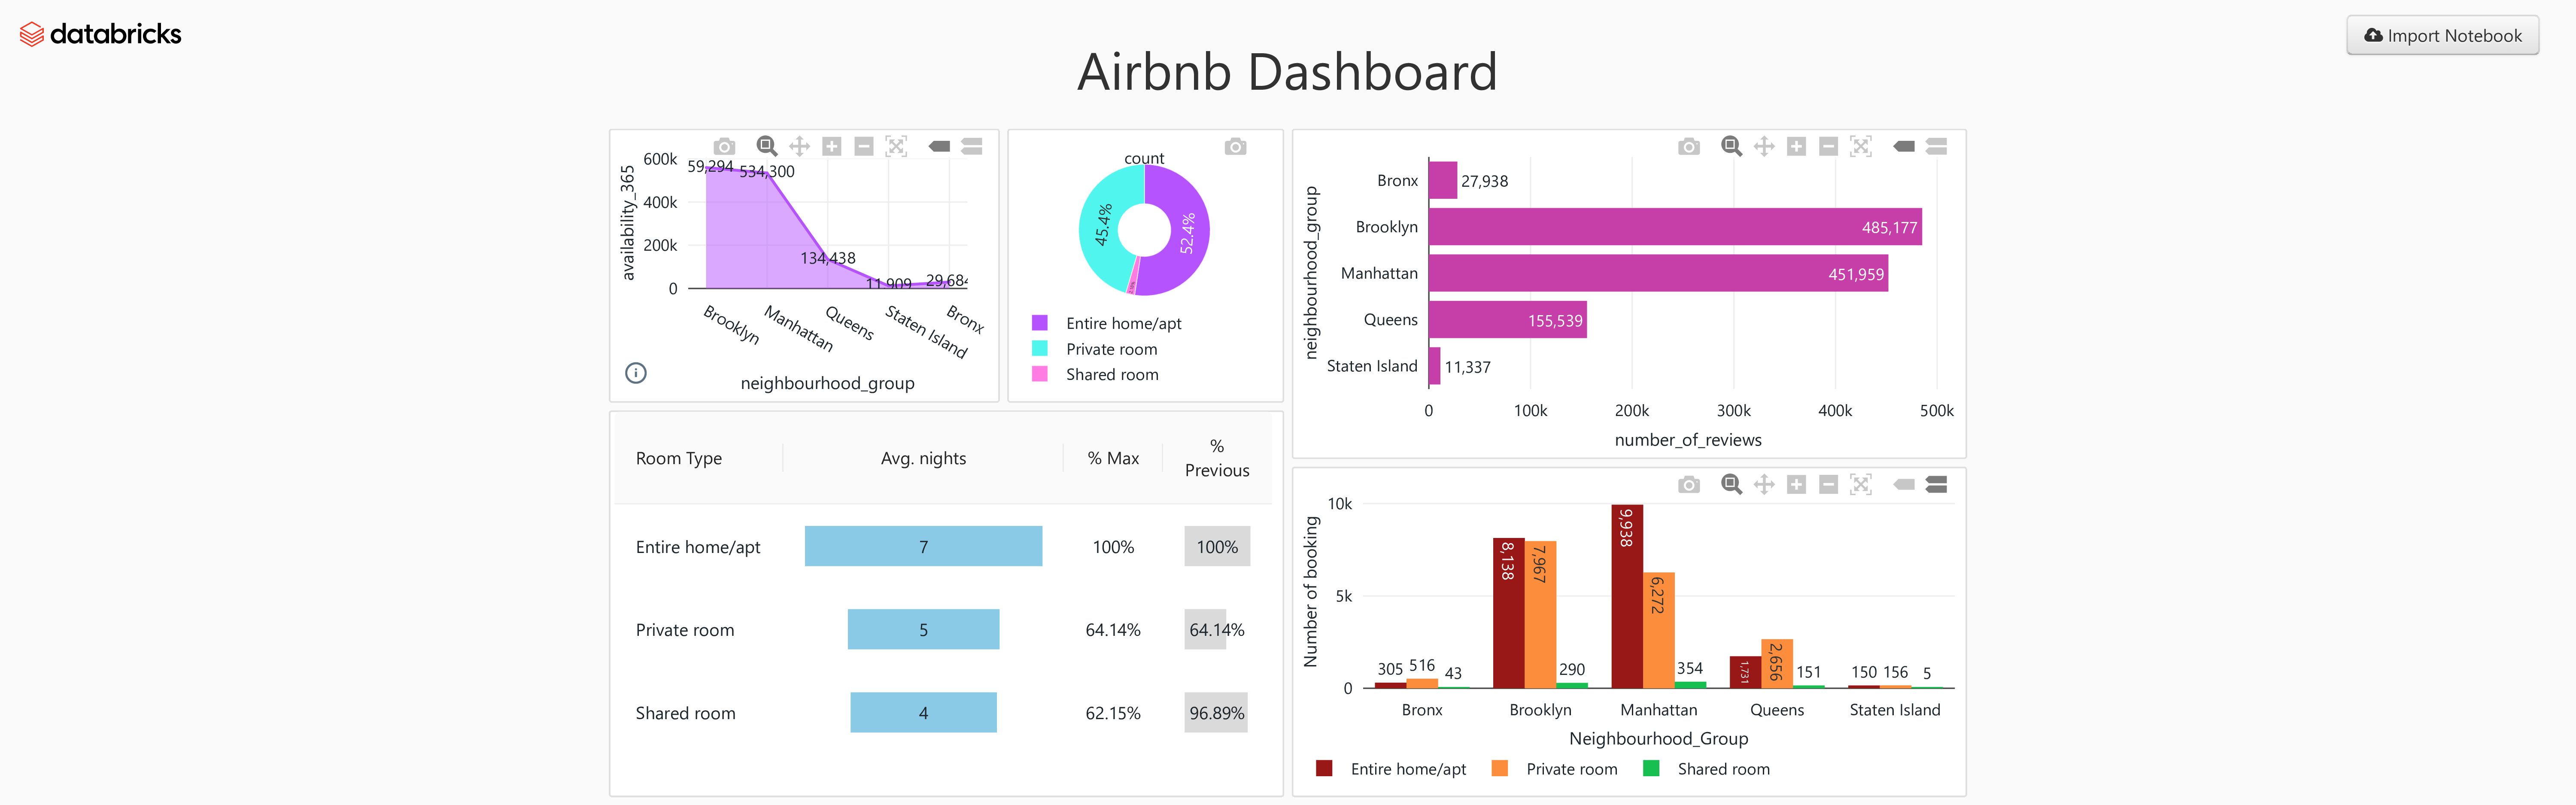 databricks
Import Notebook
Airbnb Dashboard
availability_365
600k
400k
200k
0
59,294
534,300
134,438
11,909
Brooklyn
Manhattan
Queens
Staten Island
Bronx
neighbourhood_group
count
45.4%
52.4%
Entire home/apt
Private room
Shared room
neighbourhood_group
Bronx
27,938
Brooklyn
485,177
Manhattan
451,959
Queens
155,539
Staten Island
11,337
0 100k 200k 300k 400k 500k
number_of_reviews
Room Type Avg. nights % Max % Previous
Entire home/apt 7 100% 100%
Private room 5 64.14% 64.14%
Shared room 4 62.15% 96.89%
Number of booking
10k
5k
0
305 516 43
8,138 7,967 290
9,938 6,272 354
1,731 2,656 151
150 156 5
Bronx Brooklyn Manhattan Queens Staten Island
Neighbourhood_Group
Entire home/apt Private room Shared room